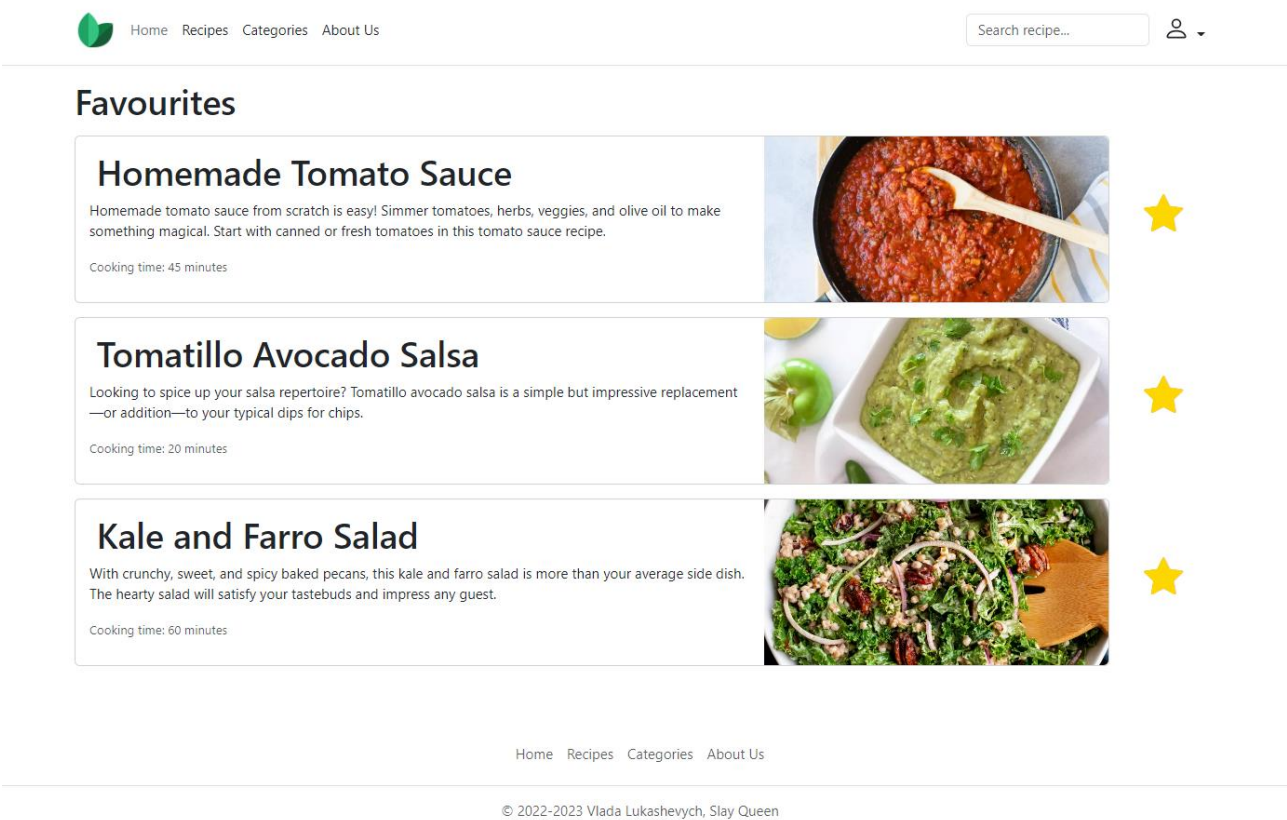 Home Recipes Categories About Us Search recipe...
Favourites
Homemade Tomato Sauce
Homemade tomato sauce from scratch is easy! Simmer tomatoes, herbs, veggies, and olive oil to make
something magical. Start with canned or fresh tomatoes in this tomato sauce recipe.
Cooking time: 45 minutes
Tomatillo Avocado Salsa
Looking to spice up your salsa repertoire? Tomatillo avocado salsa is a simple but impressive replacement
—or addition—to your typical dips for chips.
Cooking time: 20 minutes
Kale and Farro Salad
With crunchy, sweet, and spicy baked pecans, this kale and farro salad is more than your average side dish.
The hearty salad will satisfy your tastebuds and impress any guest.
Cooking time: 60 minutes
Home Recipes Categories About Us
© 2022-2023 Vlada Lukashevych, Slay Queen